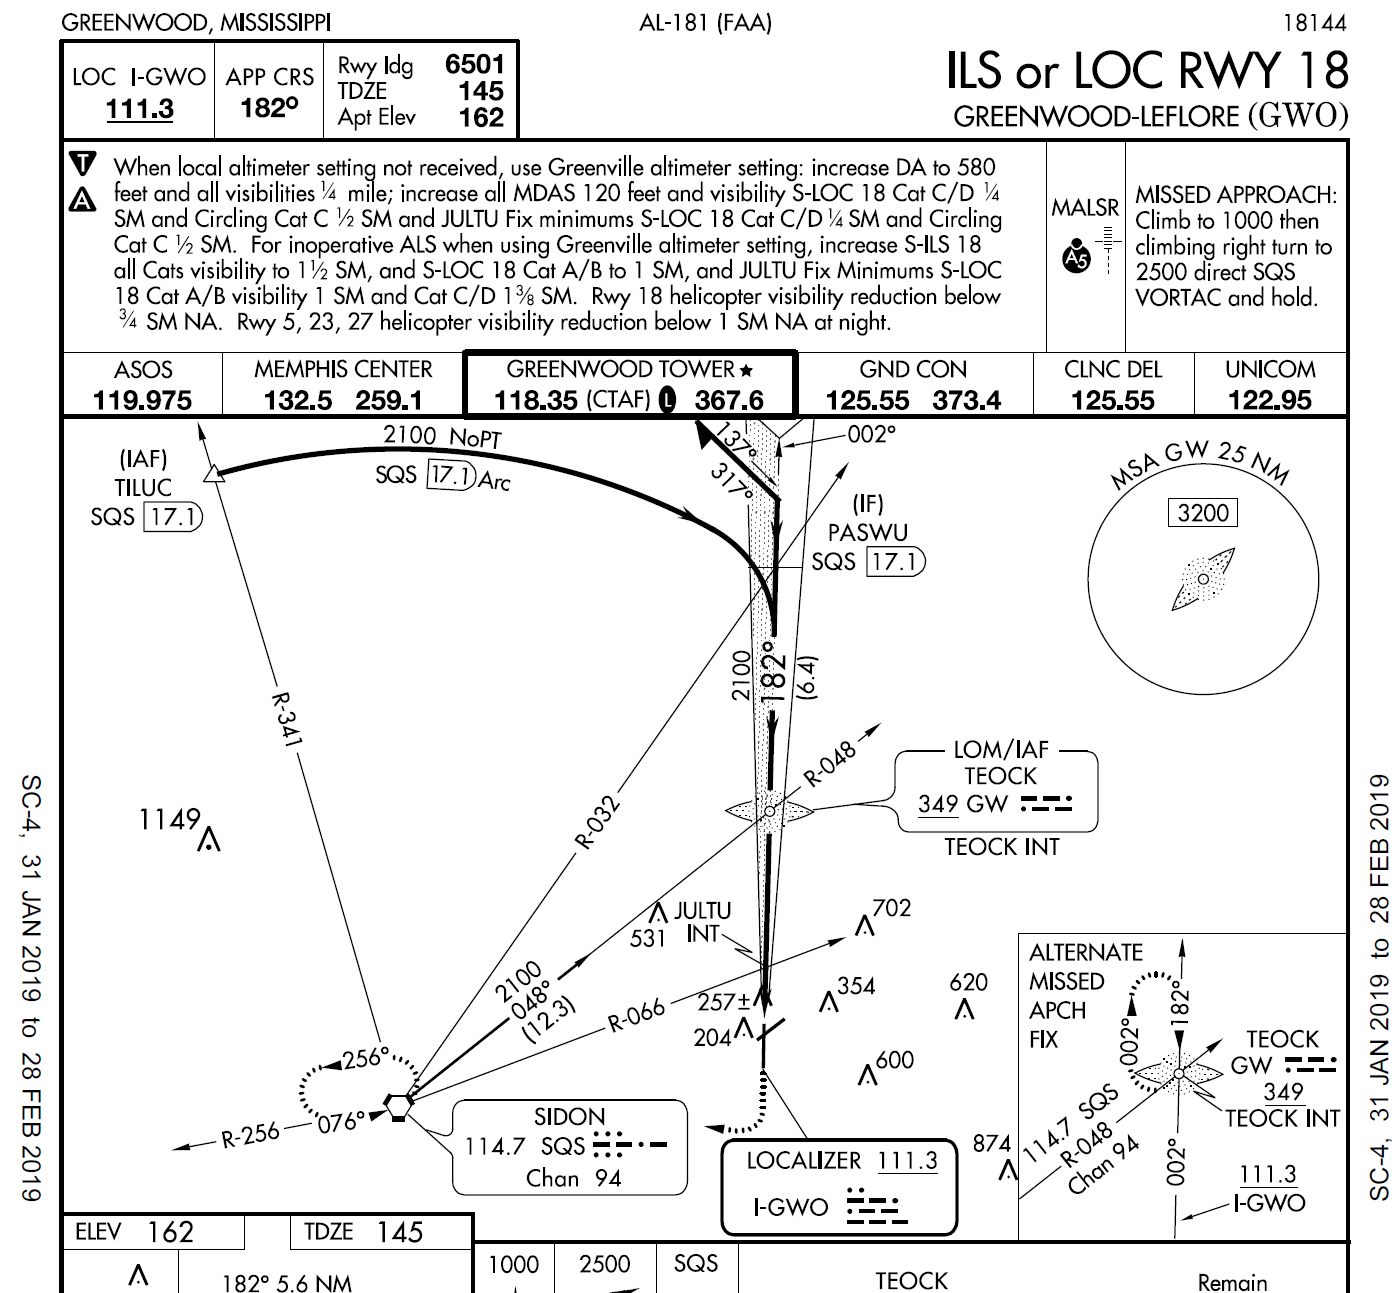 GREENWOOD, MISSISSIPPI
AL-181 (FAA)
18144
LOC I-GWO
111.3
APP CRS
182°
Rwy ldg 6501
TDZE 145
Apt Elev 162
ILS or LOC RWY 18
GREENWOOD-LEFLORE (GWO)
T
A
When local altimeter setting not received, use Greenville altimeter setting: increase DA to 580
feet and all visibilities ¼ mile; increase all MDAS 120 feet and visibility S-LOC 18 Cat C/D ¼
SM and Circling Cat C ½ SM and JULTU Fix minimums S-LOC 18 Cat C/D ¼ SM and Circling
Cat C ½ SM. For inoperative ALS when using Greenville altimeter setting, increase S-ILS 18
all Cats visibility to 1½ SM, and S-LOC 18 Cat A/B to 1 SM, and JULTU Fix Minimums S-LOC
18 Cat A/B visibility 1 SM and Cat C/D 1⅜ SM. Rwy 18 helicopter visibility reduction below
¾ SM NA. Rwy 5, 23, 27 helicopter visibility reduction below 1 SM NA at night.
MALSR
A5
MISSED APPROACH:
Climb to 1000 then
climbing right turn to
2500 direct SQS
VORTAC and hold.
ASOS
119.975
MEMPHIS CENTER
132.5 259.1
GREENWOOD TOWER ★
118.35 (CTAF) L 367.6
GND CON
125.55 373.4
CLNC DEL
125.55
UNICOM
122.95
(IAF)
TILUC
SQS 17.1
2100 NoPT
SQS 17.1 Arc
137°
317°
002°
(IF)
PASWU
SQS 17.1
MSA GW 25 NM
3200
2100
182°
(6.4)
R-341
R-032
R-048
LOM/IAF
TEOCK
349 GW
TEOCK INT
1149
JULTU
INT
531
702
2100
048°
(12.3)
R-066
257±
204
354
620
600
874
256°
076°
R-256
SIDON
114.7 SQS
Chan 94
LOCALIZER 111.3
I-GWO
ALTERNATE
MISSED
APCH
FIX
002°
182°
TEOCK
GW
349
TEOCK INT
114.7 SQS
R-048
Chan 94
002°
111.3
I-GWO
SC-4, 31 JAN 2019 to 28 FEB 2019
SC-4, 31 JAN 2019 to 28 FEB 2019
ELEV 162
TDZE 145
182° 5.6 NM
1000
2500
SQS
TEOCK
Remain